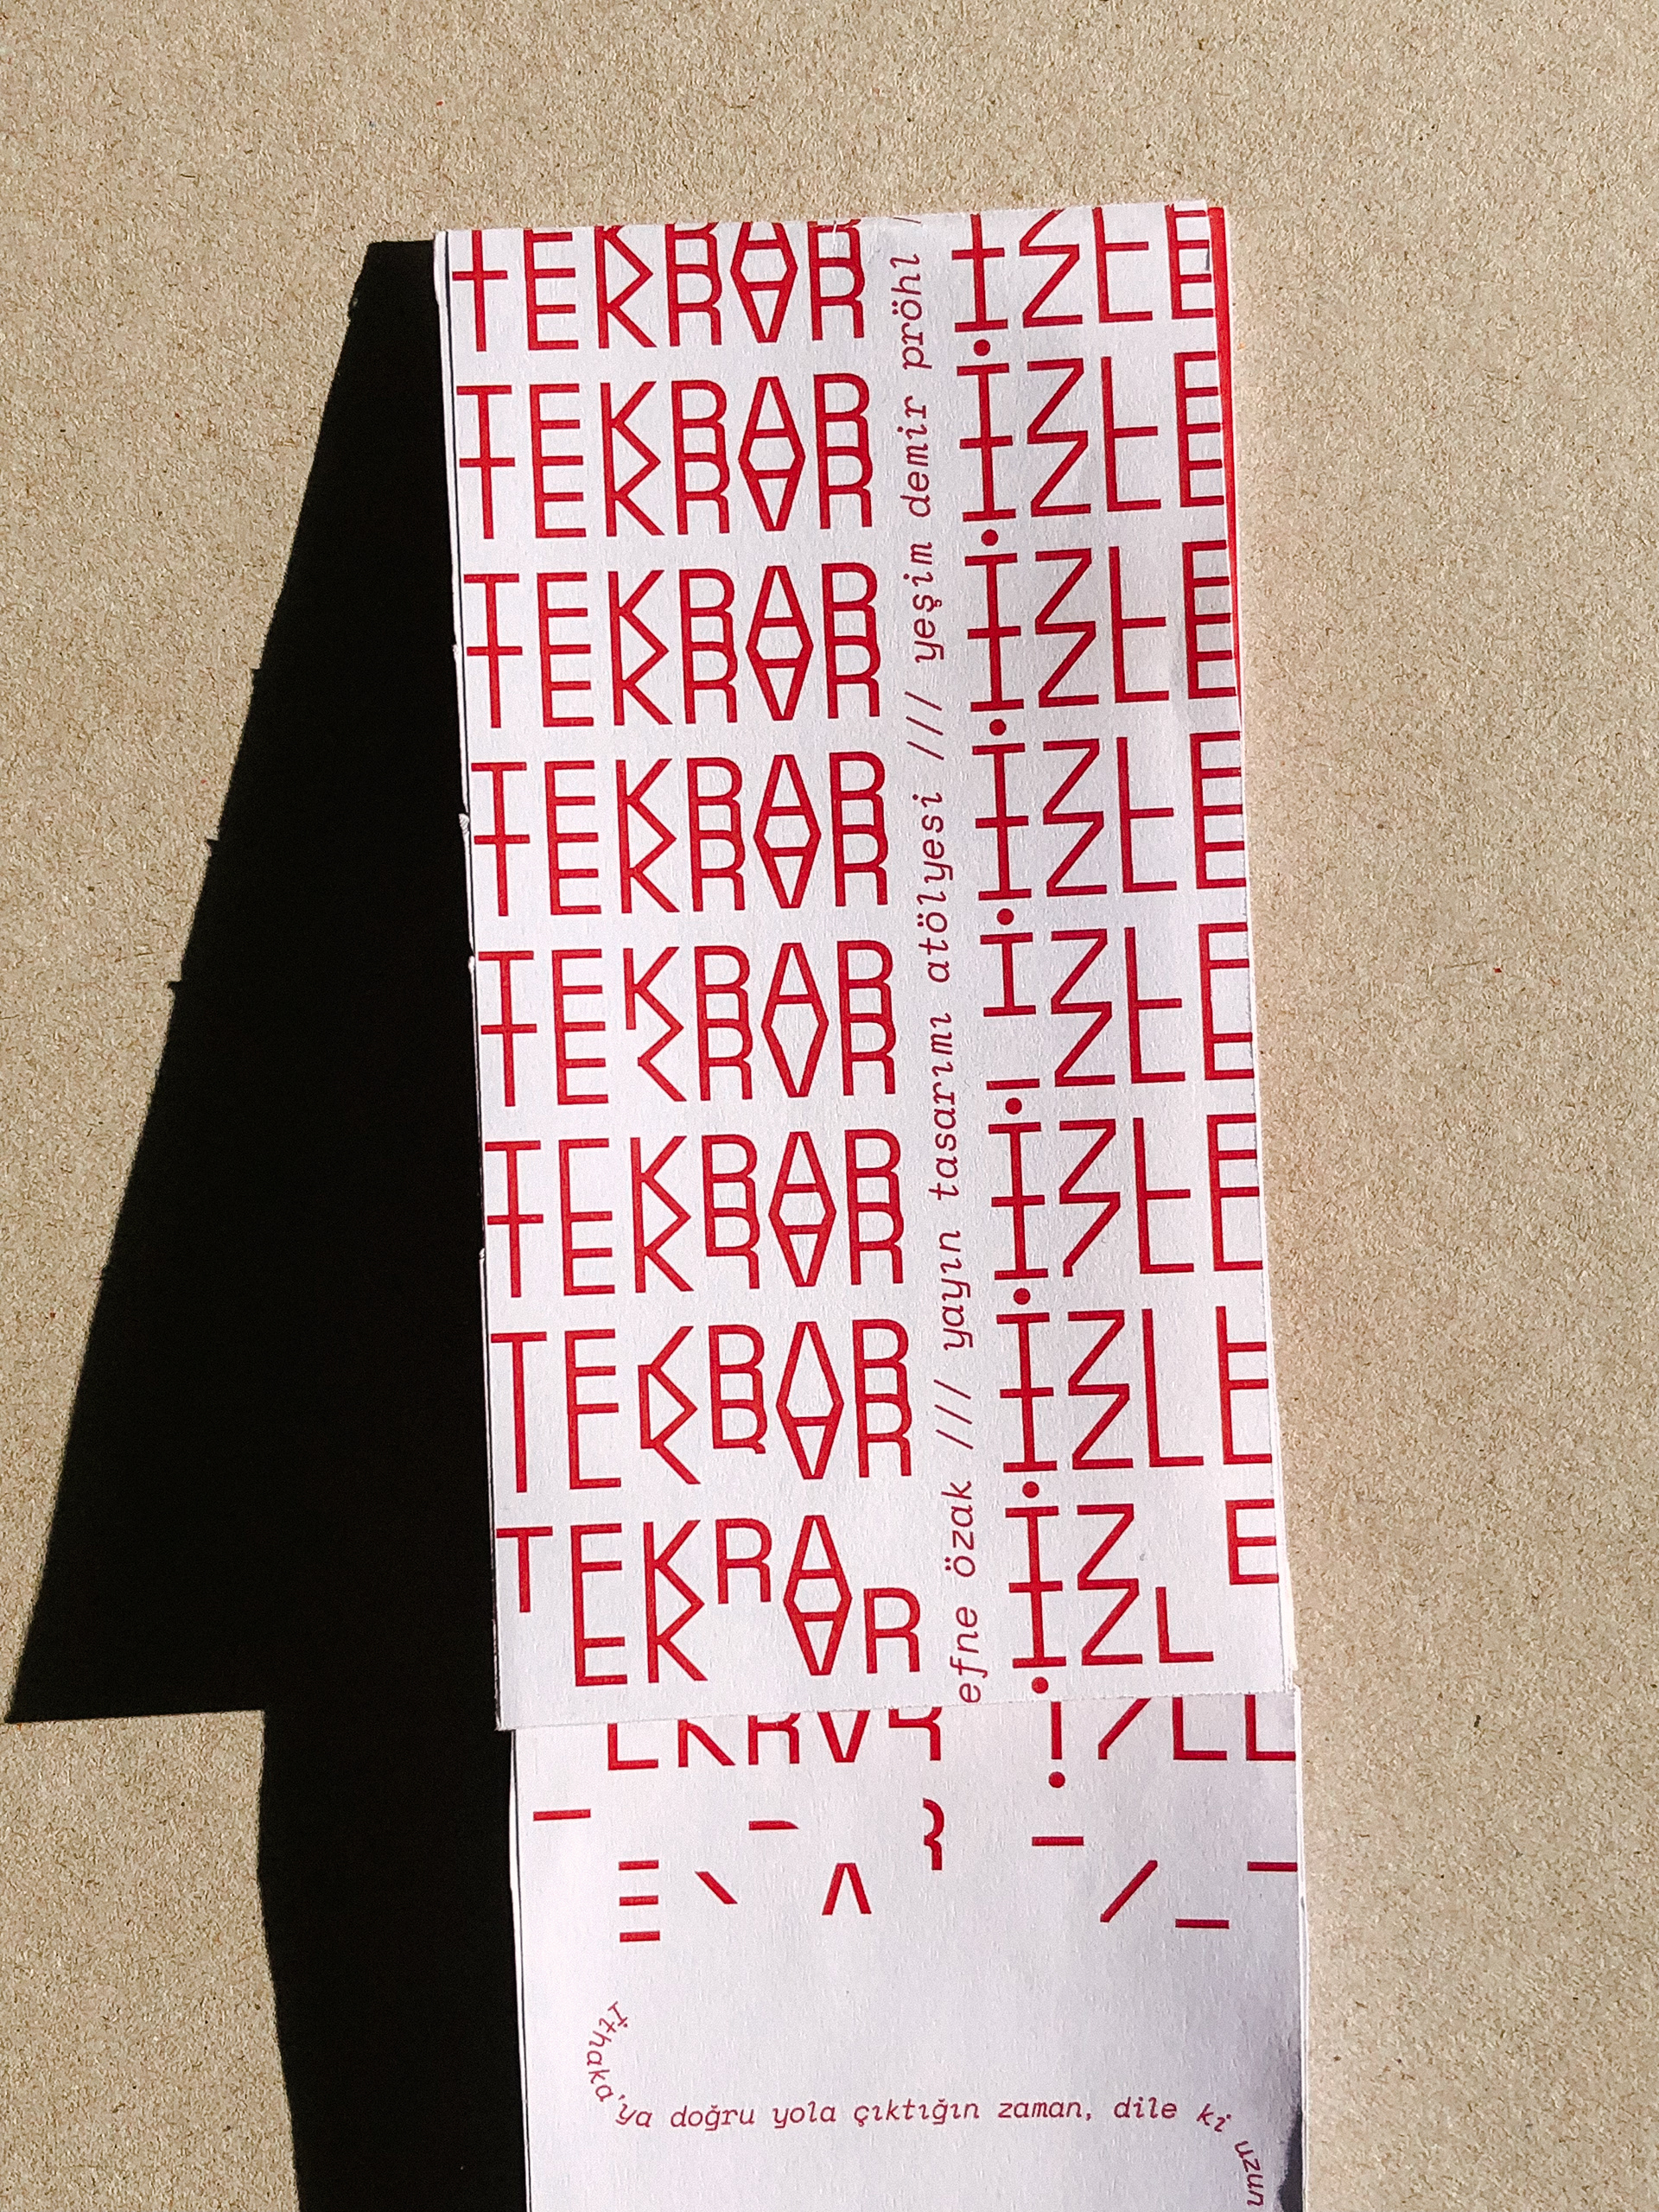 TEKRAR İZLE
TEKRAR İZLE
TEKRAR İZLE
TEKRAR İZLE
TEKRAR İZLE
TEKRAR İZLE
TEKRAR İZLE
TEKRAR İZLE
efne özak /// yayın tasarımı atölyesi /// yeşim demir pröhl /
İthaka'ya doğru yola çıktığın zaman, dile ki uzun